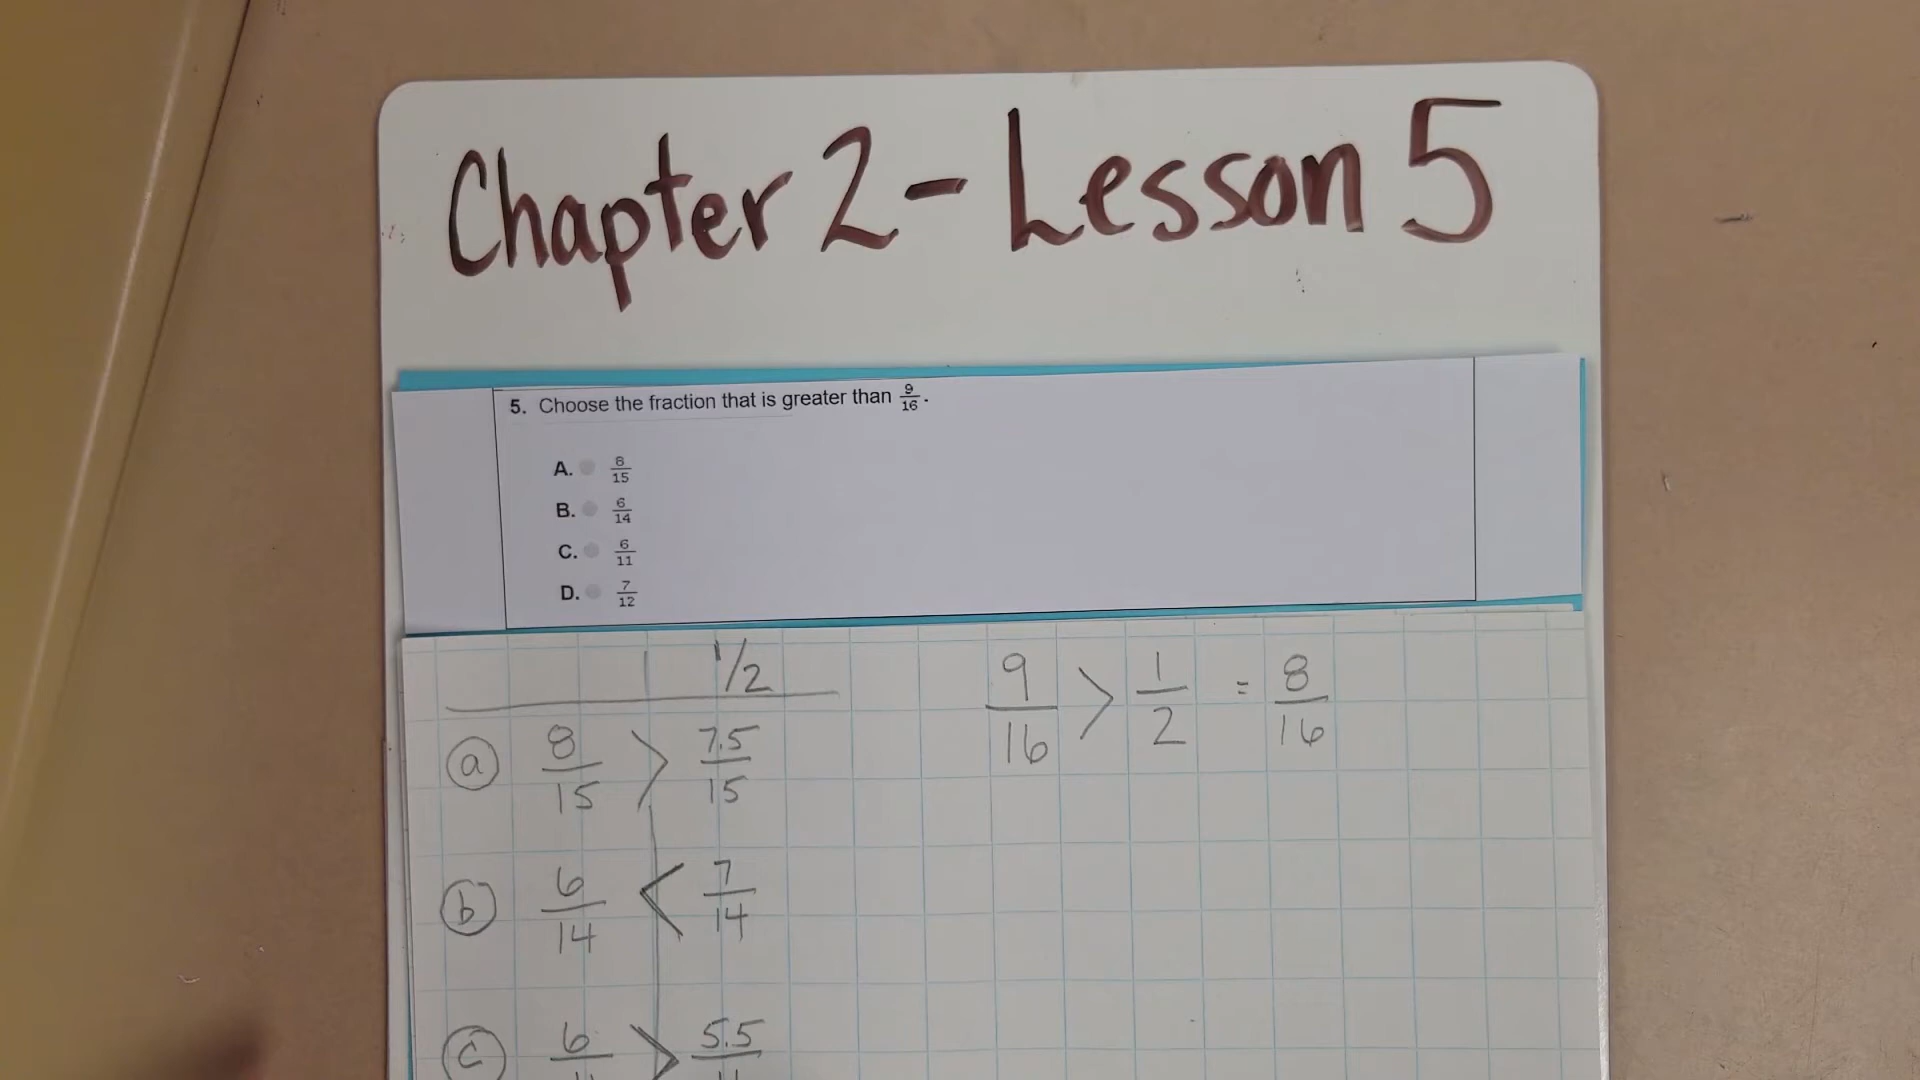 Chapter 2 - Lesson 5
5. Choose the fraction that is greater than 9/16.
A. 8/15
B. 6/14
C. 6/11
D. 7/12
1/2
9/16 > 1/2 = 8/16
a 8/15 > 7.5/15
b 6/14 < 7/14
c 6/11 > 5.5/11